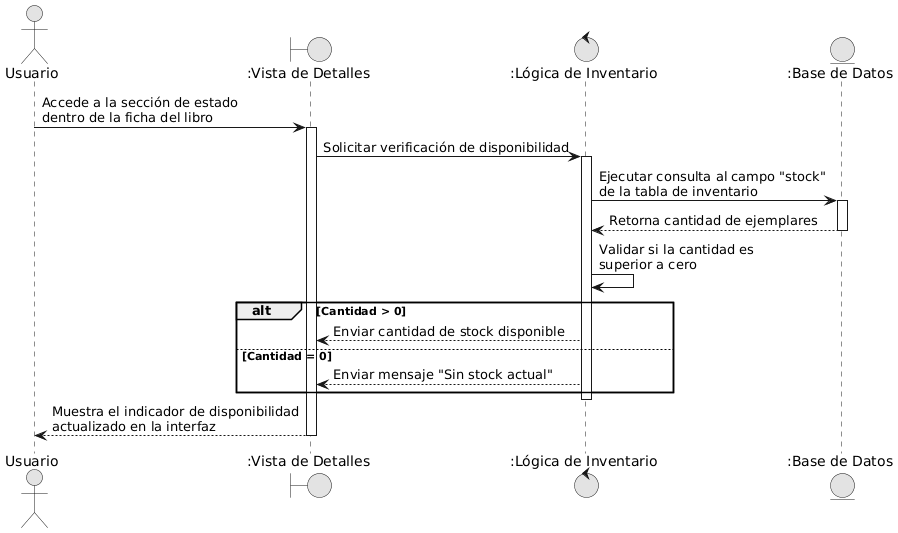 Usuario
:Vista de Detalles
:Lógica de Inventario
:Base de Datos
Accede a la sección de estado
dentro de la ficha del libro
Solicitar verificación de disponibilidad
Ejecutar consulta al campo "stock"
de la tabla de inventario
Retorna cantidad de ejemplares
Validar si la cantidad es
superior a cero
alt
[Cantidad > 0]
Enviar cantidad de stock disponible
[Cantidad = 0]
Enviar mensaje "Sin stock actual"
Muestra el indicador de disponibilidad
actualizado en la interfaz
Usuario
:Vista de Detalles
:Lógica de Inventario
:Base de Datos